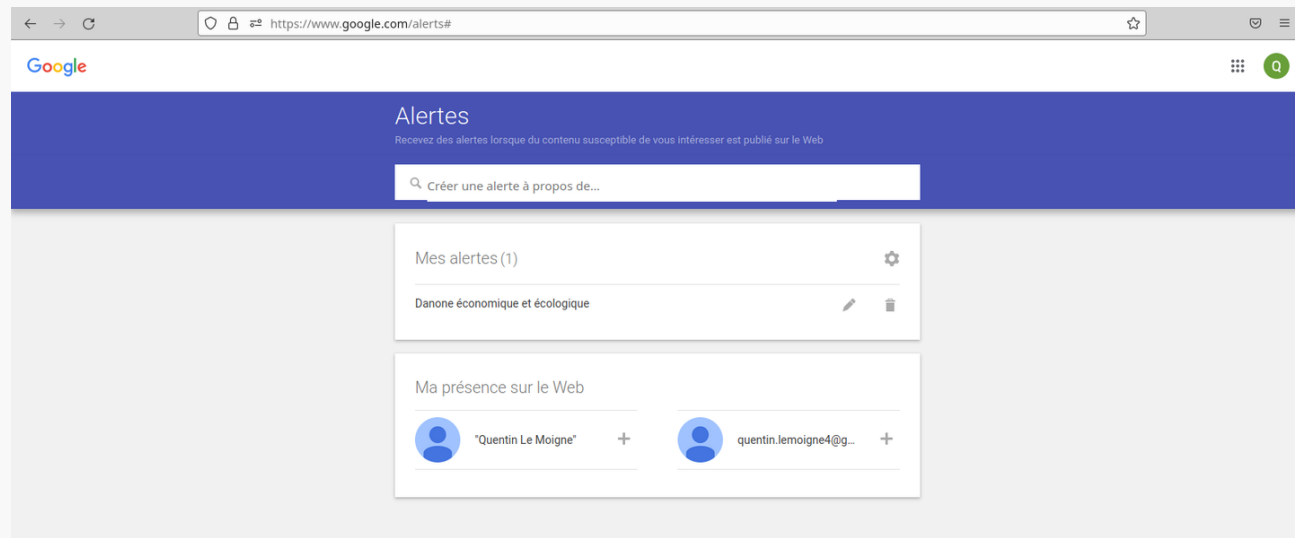 https://www.google.com/alerts#
Google
Q
Alertes
Recevez des alertes lorsque du contenu susceptible de vous intéresser est publié sur le Web
Créer une alerte à propos de...
Mes alertes (1)
Danone économique et écologique
Ma présence sur le Web
"Quentin Le Moigne"
quentin.lemoigne4@g...